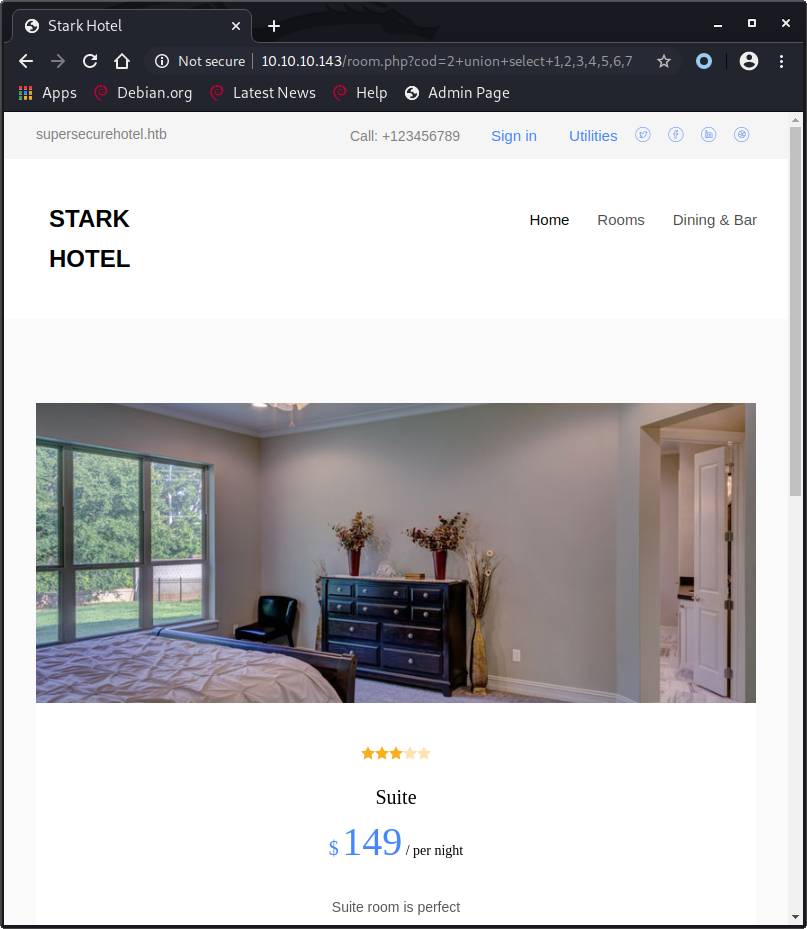 Stark Hotel
Not secure 10.10.10.143/room.php?cod=2+union+select+1,2,3,4,5,6,7
Apps Debian.org Latest News Help Admin Page
supersecurehotel.htb Call: +123456789 Sign in Utilities
STARK
HOTEL
Home Rooms Dining & Bar
Suite
$ 149 / per night
Suite room is perfect